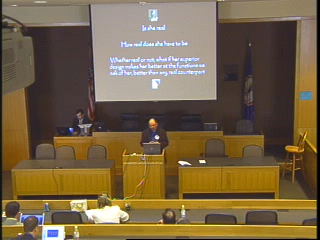 Is she real
How real does she have to be
Whether real or not, what if her superior
design makes her better at the functions we
ask of her, better than any real counterpart